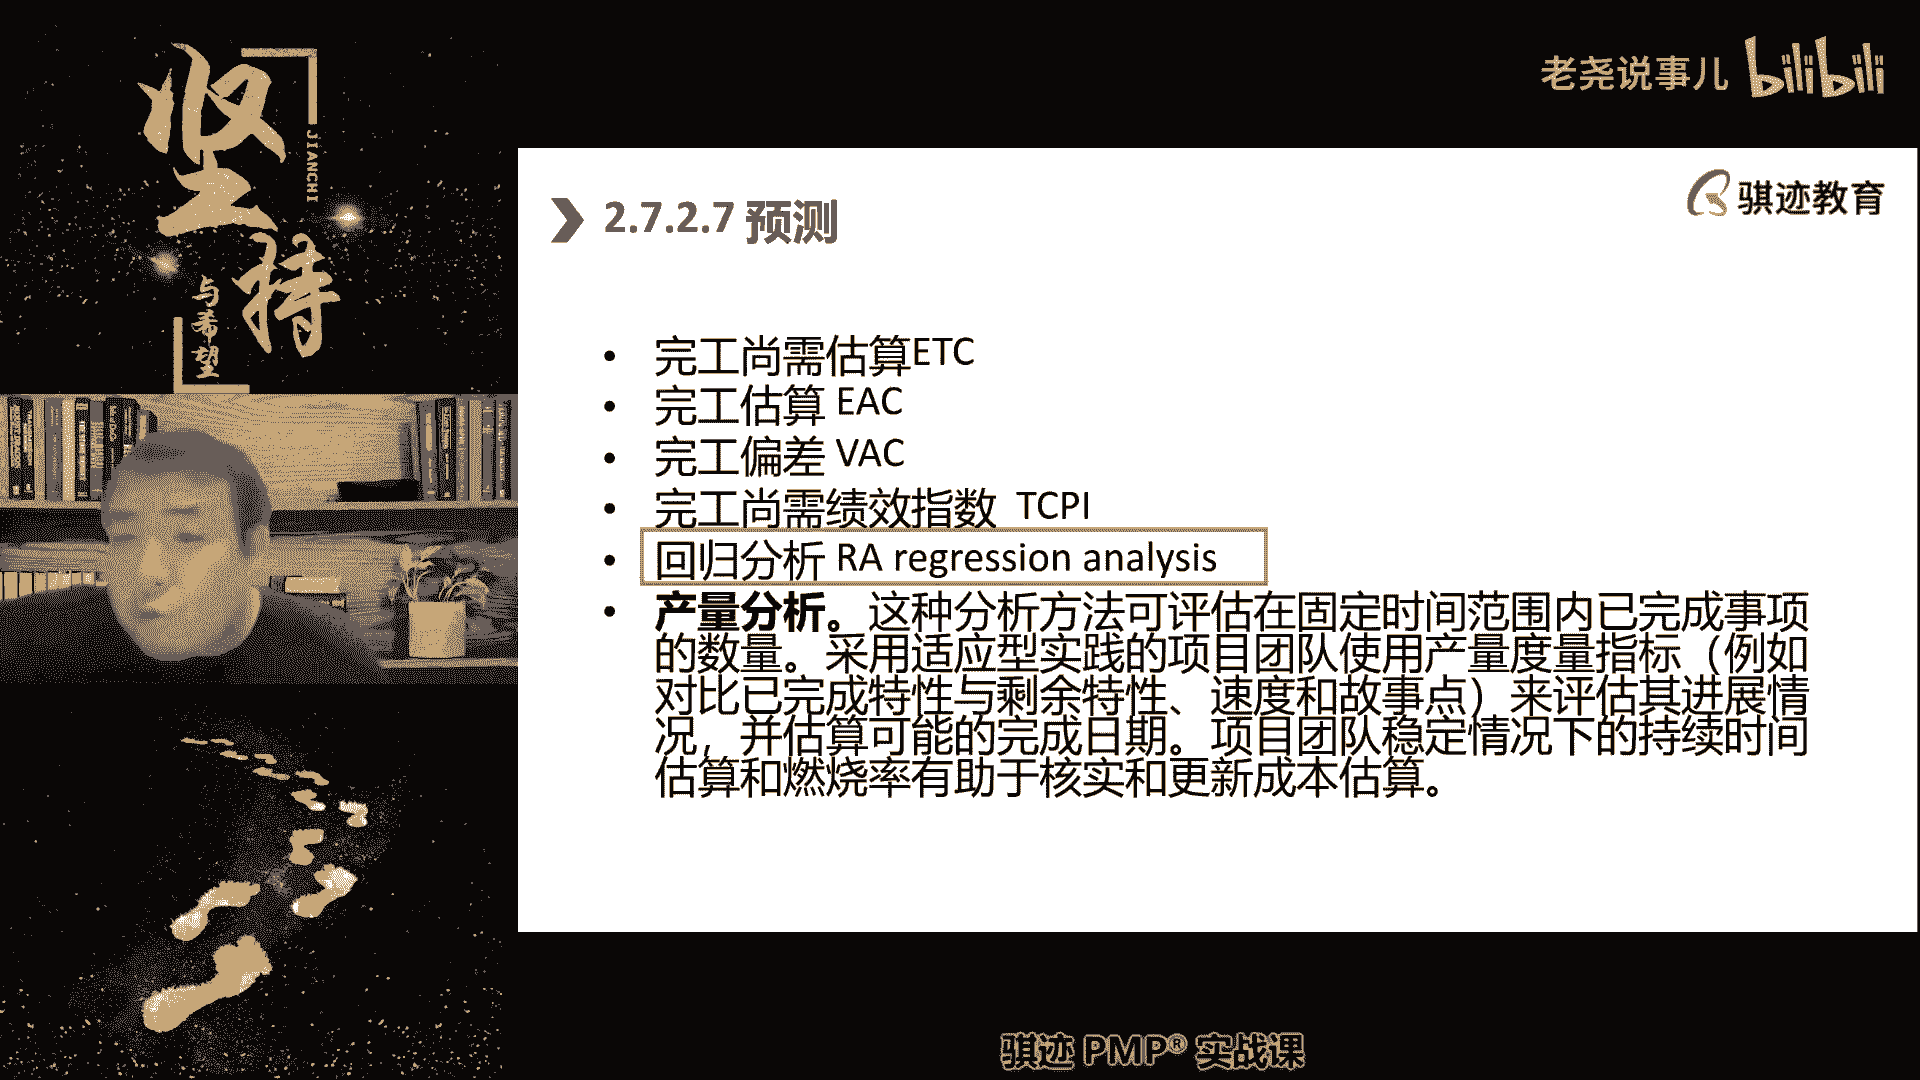 坚持
JIANCHI
与希望
老尧说事儿 bilibili
骐迹教育
2.7.2.7 预测
• 完工尚需估算ETC
• 完工估算 EAC
• 完工偏差 VAC
• 完工尚需绩效指数 TCPI
• 回归分析 RA regression analysis
• 产量分析。这种分析方法可评估在固定时间范围内已完成事项
的数量。采用适应型实践的项目团队使用产量度量指标（例如
对比已完成特性与剩余特性、速度和故事点）来评估其进展情
况，并估算可能的完成日期。项目团队稳定情况下的持续时间
估算和燃烧率有助于核实和更新成本估算。
骐迹 PMP® 实战课